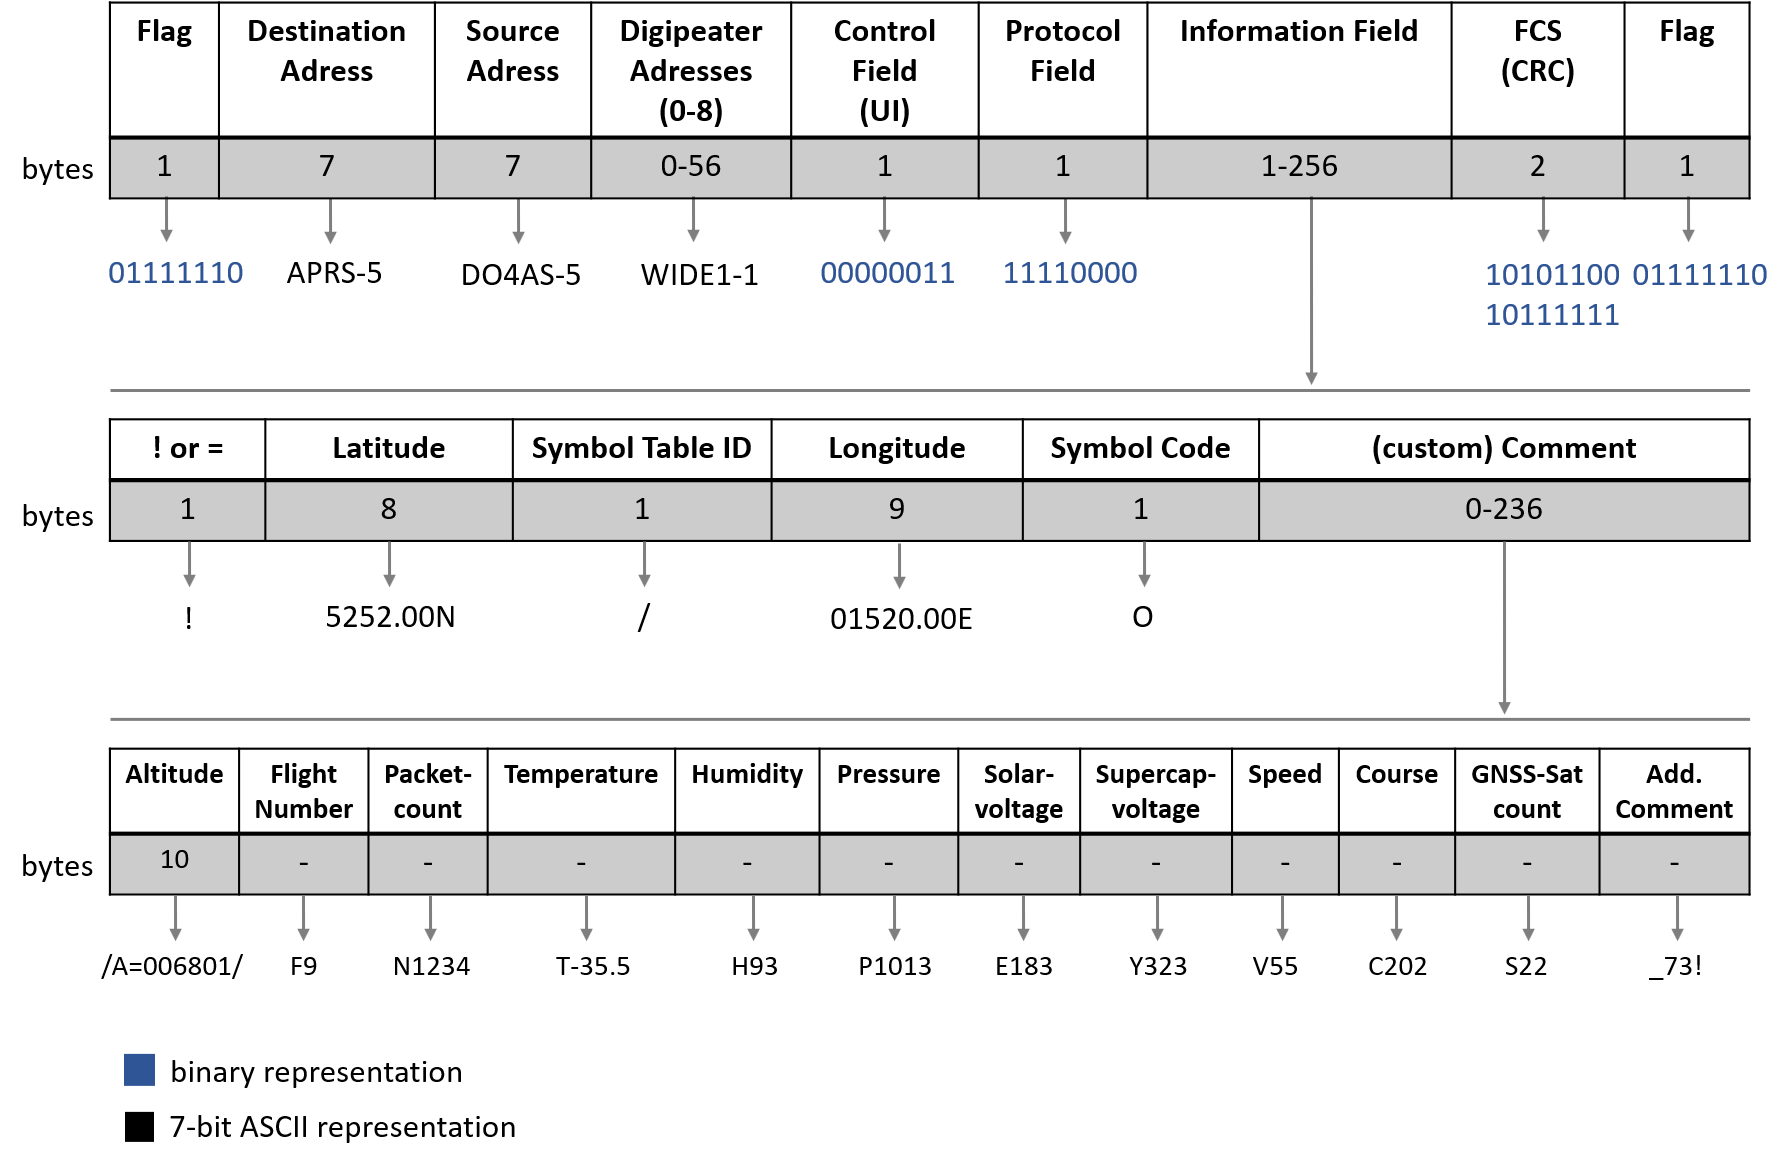 Flag Destination Adress Source Adress Digipeater Adresses (0-8) Control Field (UI) Protocol Field Information Field FCS (CRC) Flag
bytes 1 7 7 0-56 1 1 1-256 2 1
01111110 APRS-5 DO4AS-5 WIDE1-1 00000011 11110000 10101100 01111110
10111111
! or = Latitude Symbol Table ID Longitude Symbol Code (custom) Comment
bytes 1 8 1 9 1 0-236
! 5252.00N / 01520.00E O
Altitude Flight Number Packet-count Temperature Humidity Pressure Solar-voltage Supercap-voltage Speed Course GNSS-Sat count Add. Comment
bytes 10 - - - - - - - - - - -
/A=006801/ F9 N1234 T-35.5 H93 P1013 E183 Y323 V55 C202 S22 _73!
binary representation
7-bit ASCII representation